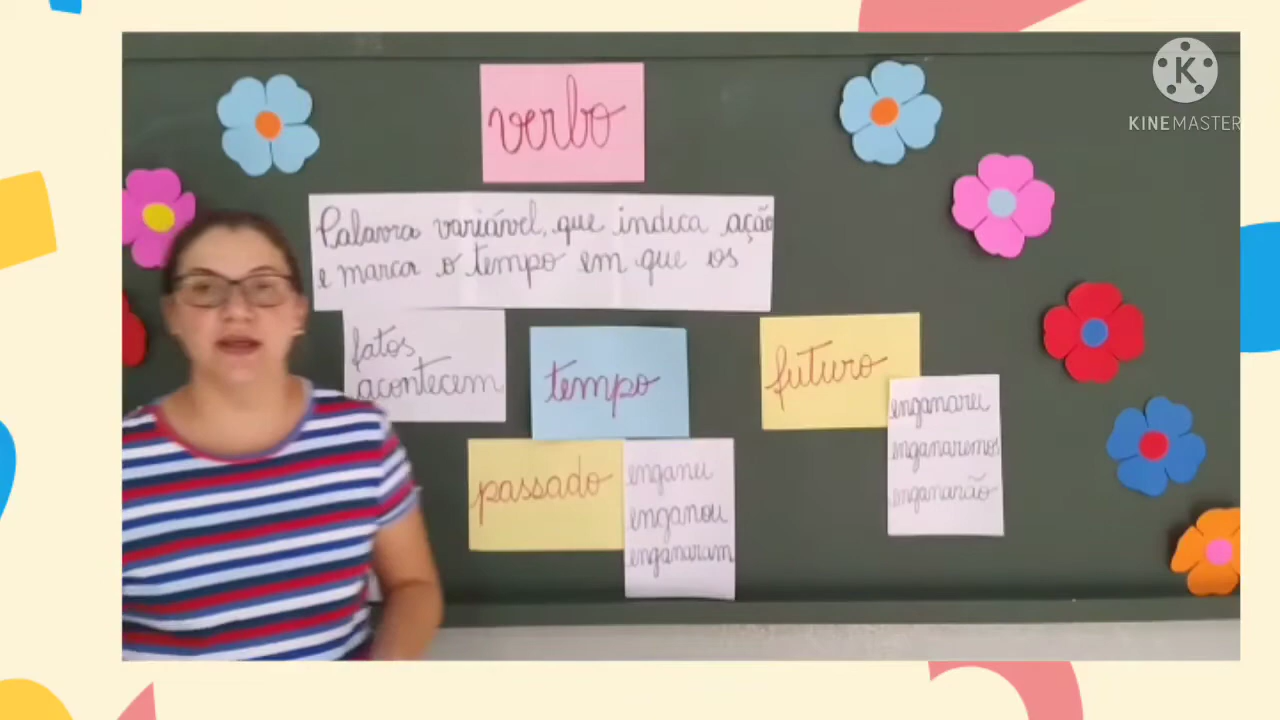 verbo
Palavra variável, que indica ação
e marca o tempo em que os
fatos
acontecem
tempo
futuro
enganarei
enganaremos
enganarão
passado
enganei
enganou
enganaram
KINEMASTER